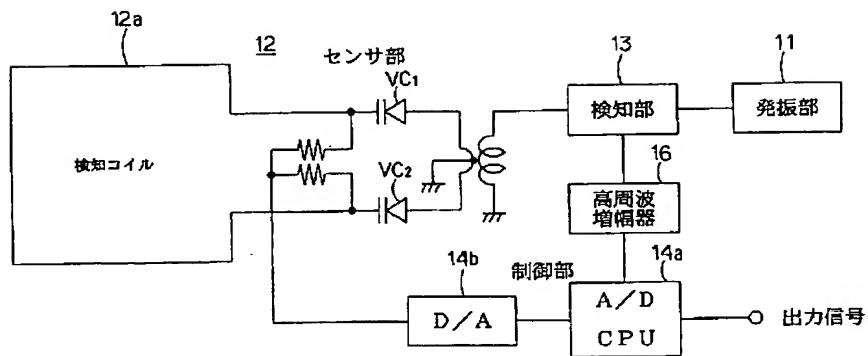 12a
12
センサ部
VC1
VC2
検知コイル
13
検知部
11
発振部
16
高周波
増幅器
制御部
14b
D/A
14a
A/D
CPU
出力信号